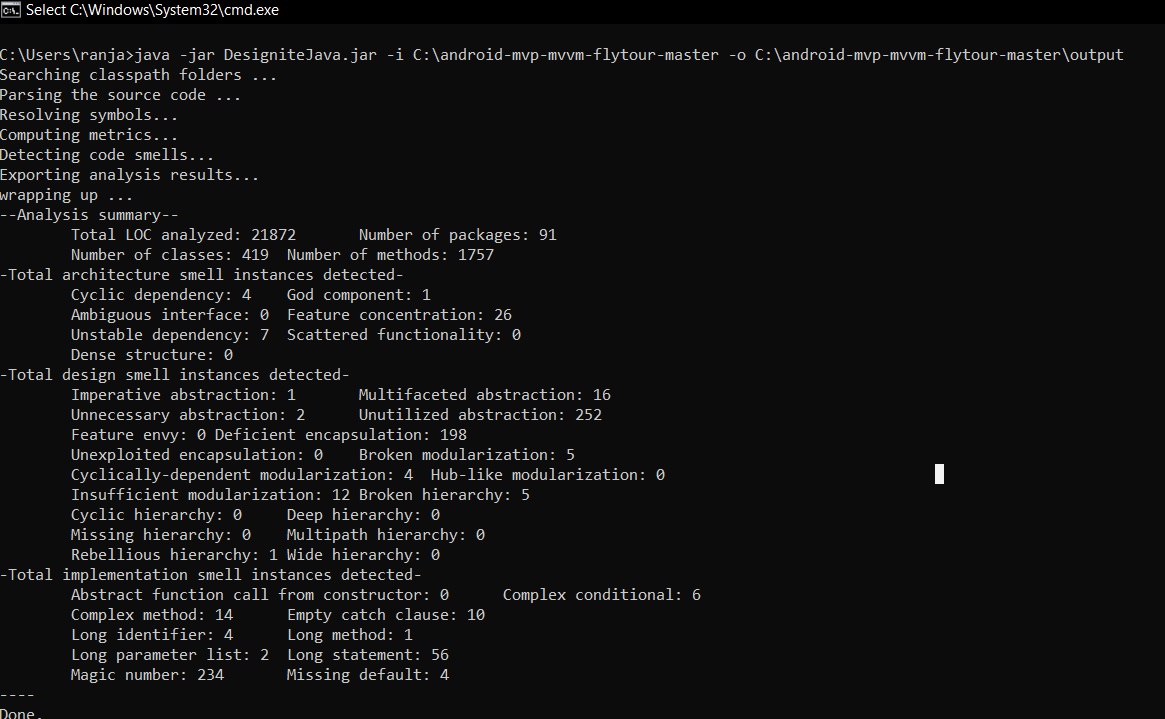 Select C:\Windows\System32\cmd.exe
C:\Users\ranja>java -jar DesigniteJava.jar -i C:\android-mvp-mvvm-flytour-master -o C:\android-mvp-mvvm-flytour-master\output
Searching classpath folders ...
Parsing the source code ...
Resolving symbols...
Computing metrics...
Detecting code smells...
Exporting analysis results...
wrapping up ...
--Analysis summary--
Total LOC analyzed: 21872 Number of packages: 91
Number of classes: 419 Number of methods: 1757
-Total architecture smell instances detected-
Cyclic dependency: 4 God component: 1
Ambiguous interface: 0 Feature concentration: 26
Unstable dependency: 7 Scattered functionality: 0
Dense structure: 0
-Total design smell instances detected-
Imperative abstraction: 1 Multifaceted abstraction: 16
Unnecessary abstraction: 2 Unutilized abstraction: 252
Feature envy: 0 Deficient encapsulation: 198
Unexploited encapsulation: 0 Broken modularization: 5
Cyclically-dependent modularization: 4 Hub-like modularization: 0
Insufficient modularization: 12 Broken hierarchy: 5
Cyclic hierarchy: 0 Deep hierarchy: 0
Missing hierarchy: 0 Multipath hierarchy: 0
Rebellious hierarchy: 1 Wide hierarchy: 0
-Total implementation smell instances detected-
Abstract function call from constructor: 0 Complex conditional: 6
Complex method: 14 Empty catch clause: 10
Long identifier: 4 Long method: 1
Long parameter list: 2 Long statement: 56
Magic number: 234 Missing default: 4
----
Done.